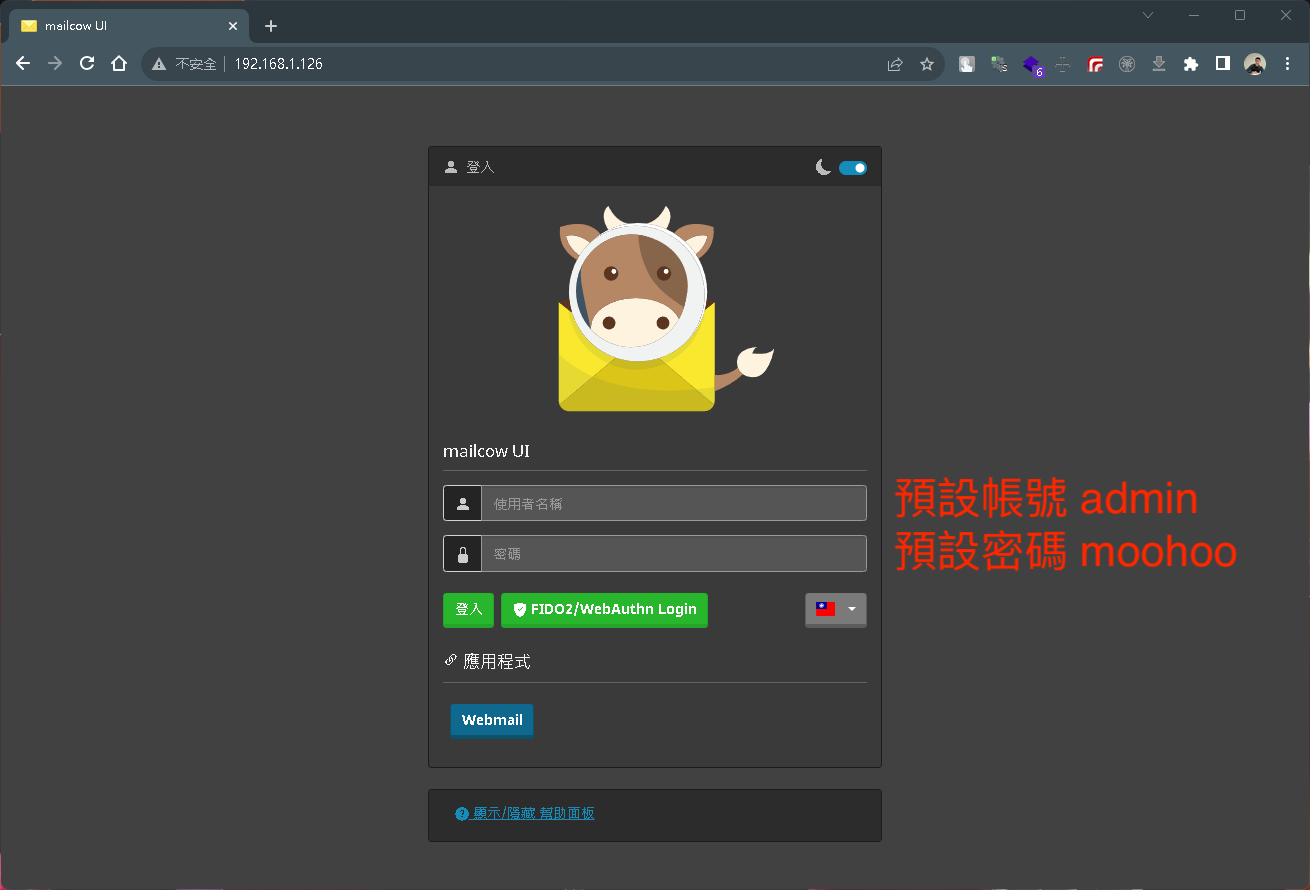 mailcow UI
不安全 192.168.1.126
6
登入
mailcow UI
使用者名稱
預設帳號 admin
密碼
預設密碼 moohoo
登入 FIDO2/WebAuthn Login
應用程式
Webmail
顯示/隱藏 幫助面板